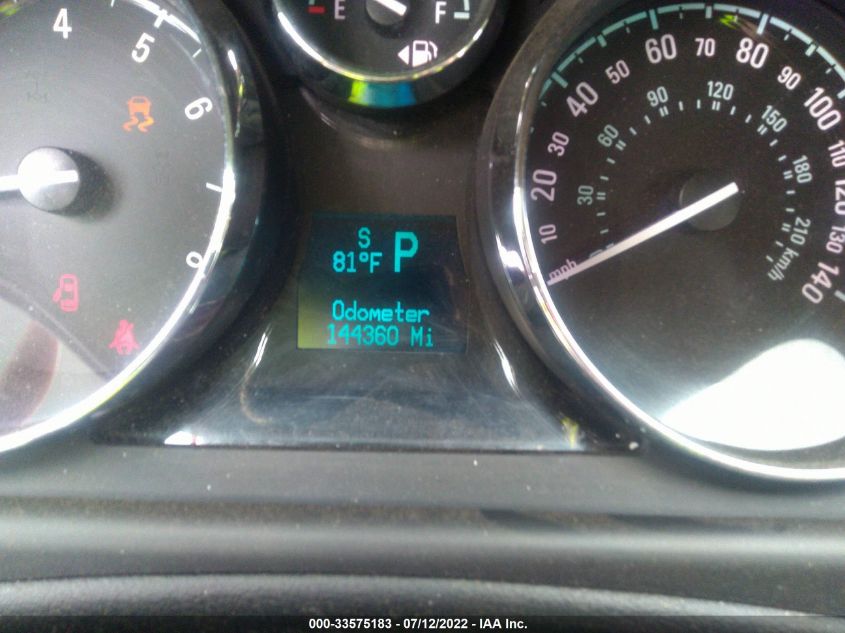 4
5
6
8
E F
S
81°F P
Odometer
144360 Mi
10 20 30 40 50 60 70 80 90 100 110 120 130 140
mph
30 60 90 120 150 180 210 km/h
000-33575183 - 07/12/2022 - IAA Inc.